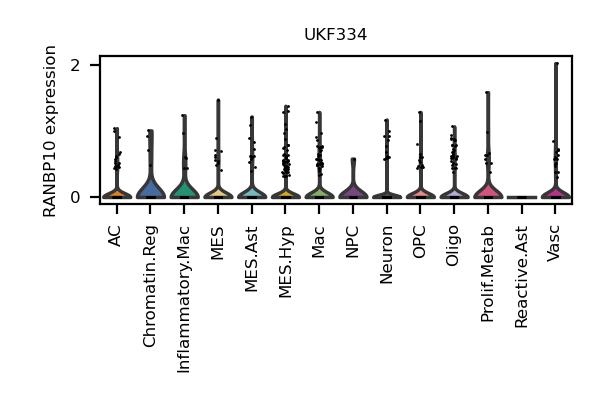 UKF334
RANBP10 expression
2
0
AC
Chromatin.Reg
Inflammatory.Mac
MES
MES.Ast
MES.Hyp
Mac
NPC
Neuron
OPC
Oligo
Prolif.Metab
Reactive.Ast
Vasc